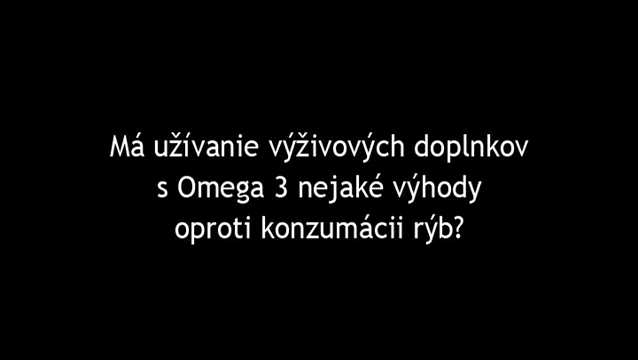 Má užívanie výživových doplnkov
s Omega 3 nejaké výhody
oproti konzumácii rýb?